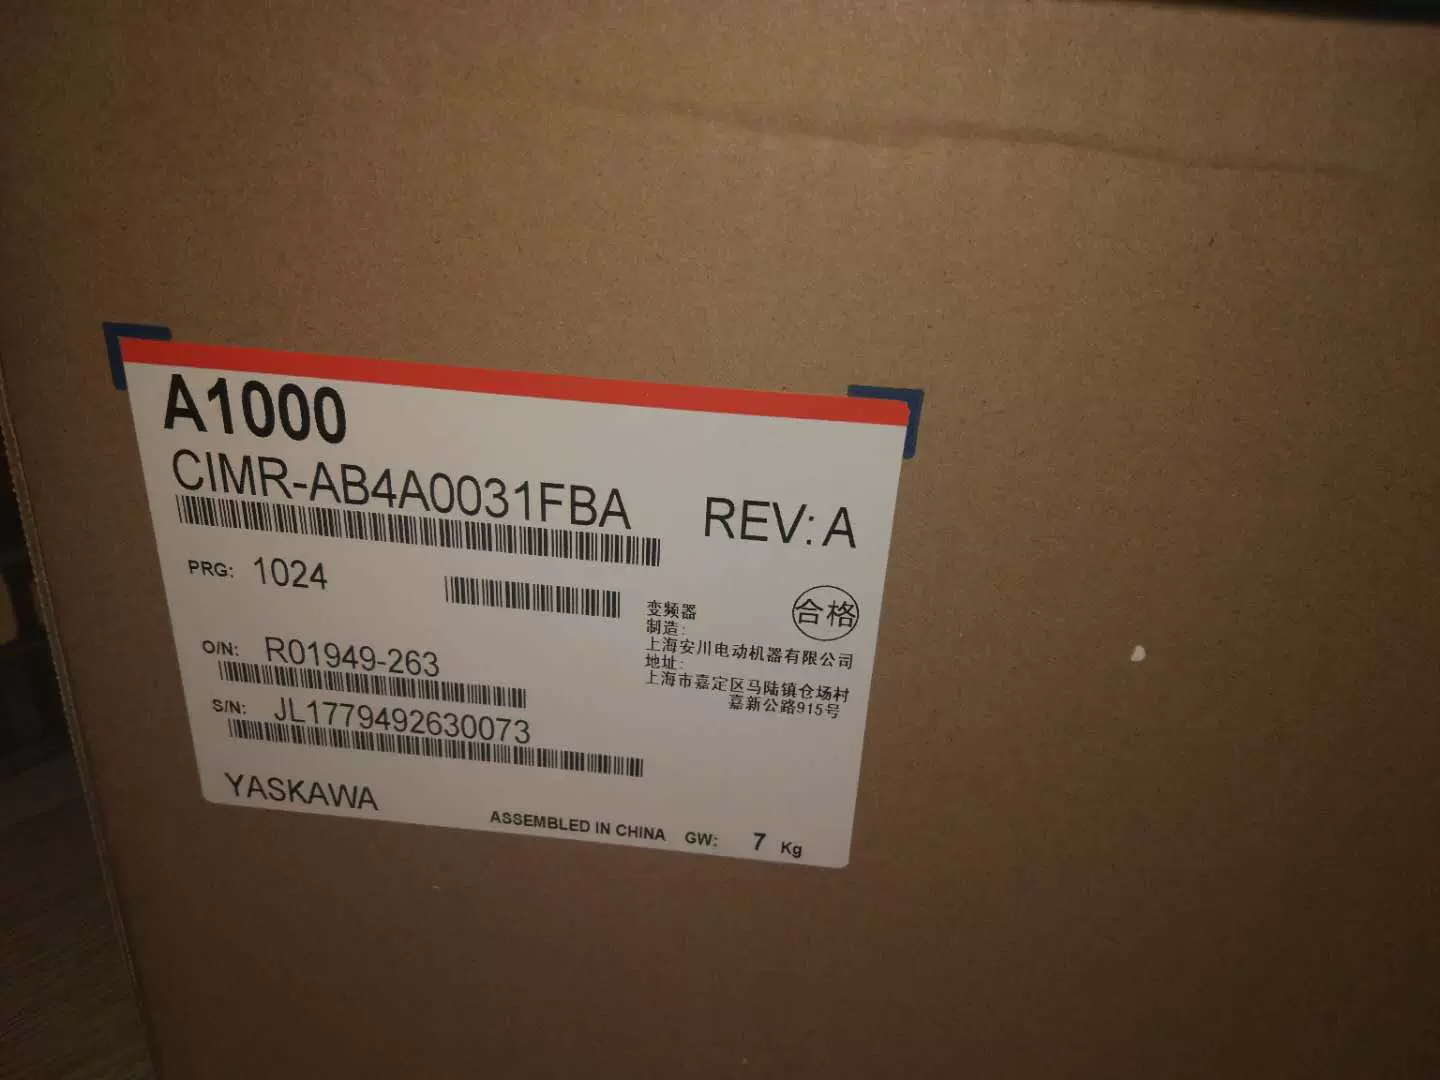 A1000
CIMR-AB4A0031FBA
REV: A
PRG: 1024
变频器
合格
制造:
上海安川电动机器有限公司
地址:
上海市嘉定区马陆镇仓场村
嘉新公路915号
O/N: R01949-263
S/N: JL1779492630073
YASKAWA
ASSEMBLED IN CHINA GW: 7 Kg